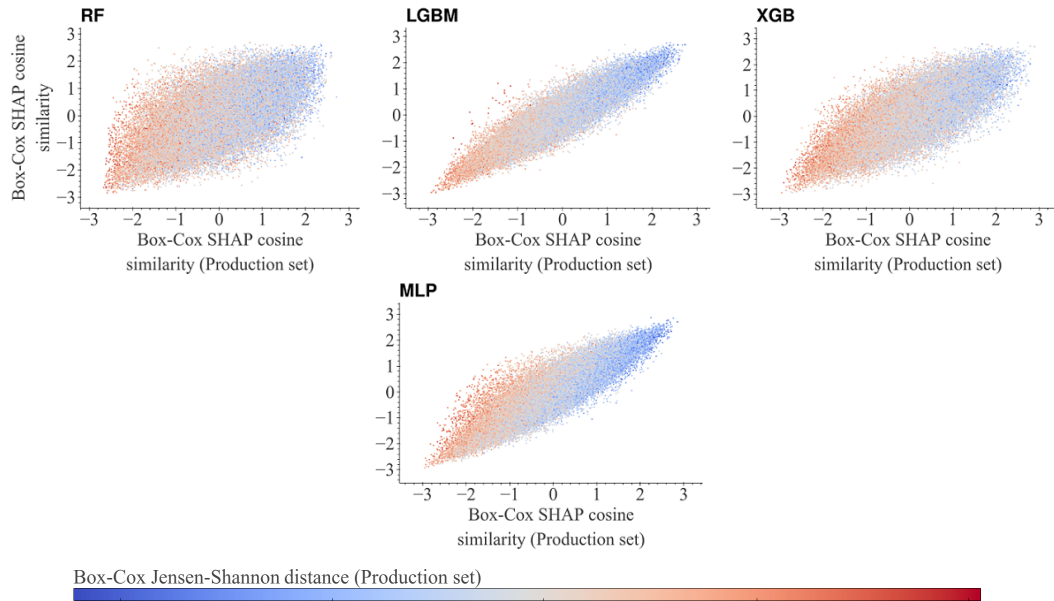 RF
LGBM
XGB
3
2
1
0
−1
−2
−3
Box-Cox SHAP cosine
similarity
−3 −2 −1 0 1 2 3
Box-Cox SHAP cosine
similarity (Production set)
3
2
1
0
−1
−2
−3
−3 −2 −1 0 1 2 3
Box-Cox SHAP cosine
similarity (Production set)
3
2
1
0
−1
−2
−3
−3 −2 −1 0 1 2 3
Box-Cox SHAP cosine
similarity (Production set)
MLP
3
2
1
0
−1
−2
−3
−3 −2 −1 0 1 2 3
Box-Cox SHAP cosine
similarity (Production set)
Box-Cox Jensen-Shannon distance (Production set)